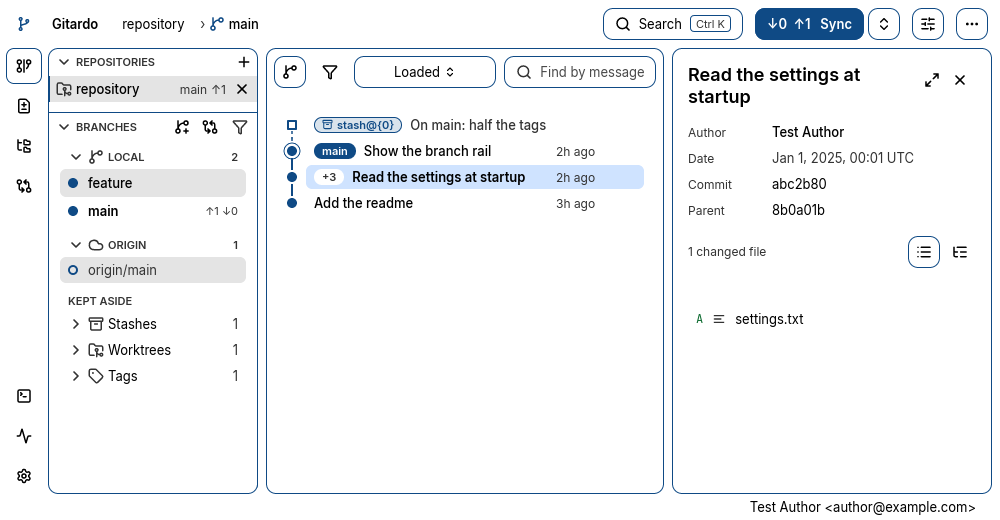 Gitardo repository › main Search Ctrl K ↓0 ↑1 Sync
REPOSITORIES
repository main ↑1
BRANCHES
LOCAL 2
feature
main ↑1 ↓0
ORIGIN 1
origin/main
KEPT ASIDE
Stashes 1
Worktrees 1
Tags 1
Loaded Find by message
stash@{0} On main: half the tags
main Show the branch rail 2h ago
+3 Read the settings at startup 2h ago
Add the readme 3h ago
Read the settings at
startup
Author Test Author
Date Jan 1, 2025, 00:01 UTC
Commit abc2b80
Parent 8b0a01b
1 changed file
A settings.txt
Test Author <author@example.com>